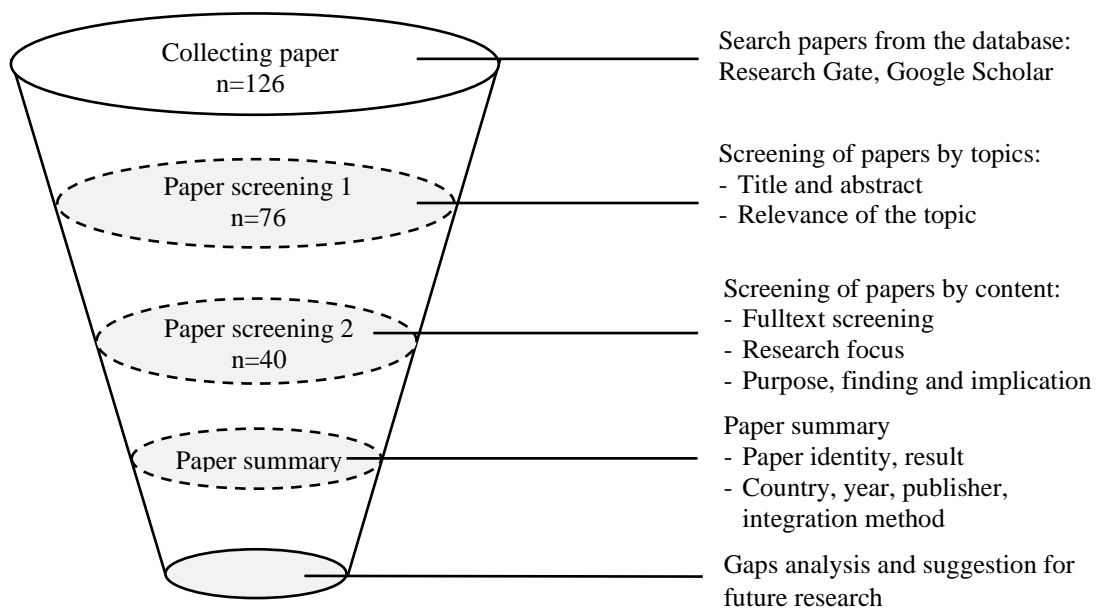 Collecting paper
n=126
Search papers from the database:
Research Gate, Google Scholar
Paper screening 1
n=76
Screening of papers by topics:
- Title and abstract
- Relevance of the topic
Paper screening 2
n=40
Screening of papers by content:
- Fulltext screening
- Research focus
- Purpose, finding and implication
Paper summary
Paper summary
- Paper identity, result
- Country, year, publisher,
integration method
Gaps analysis and suggestion for
future research